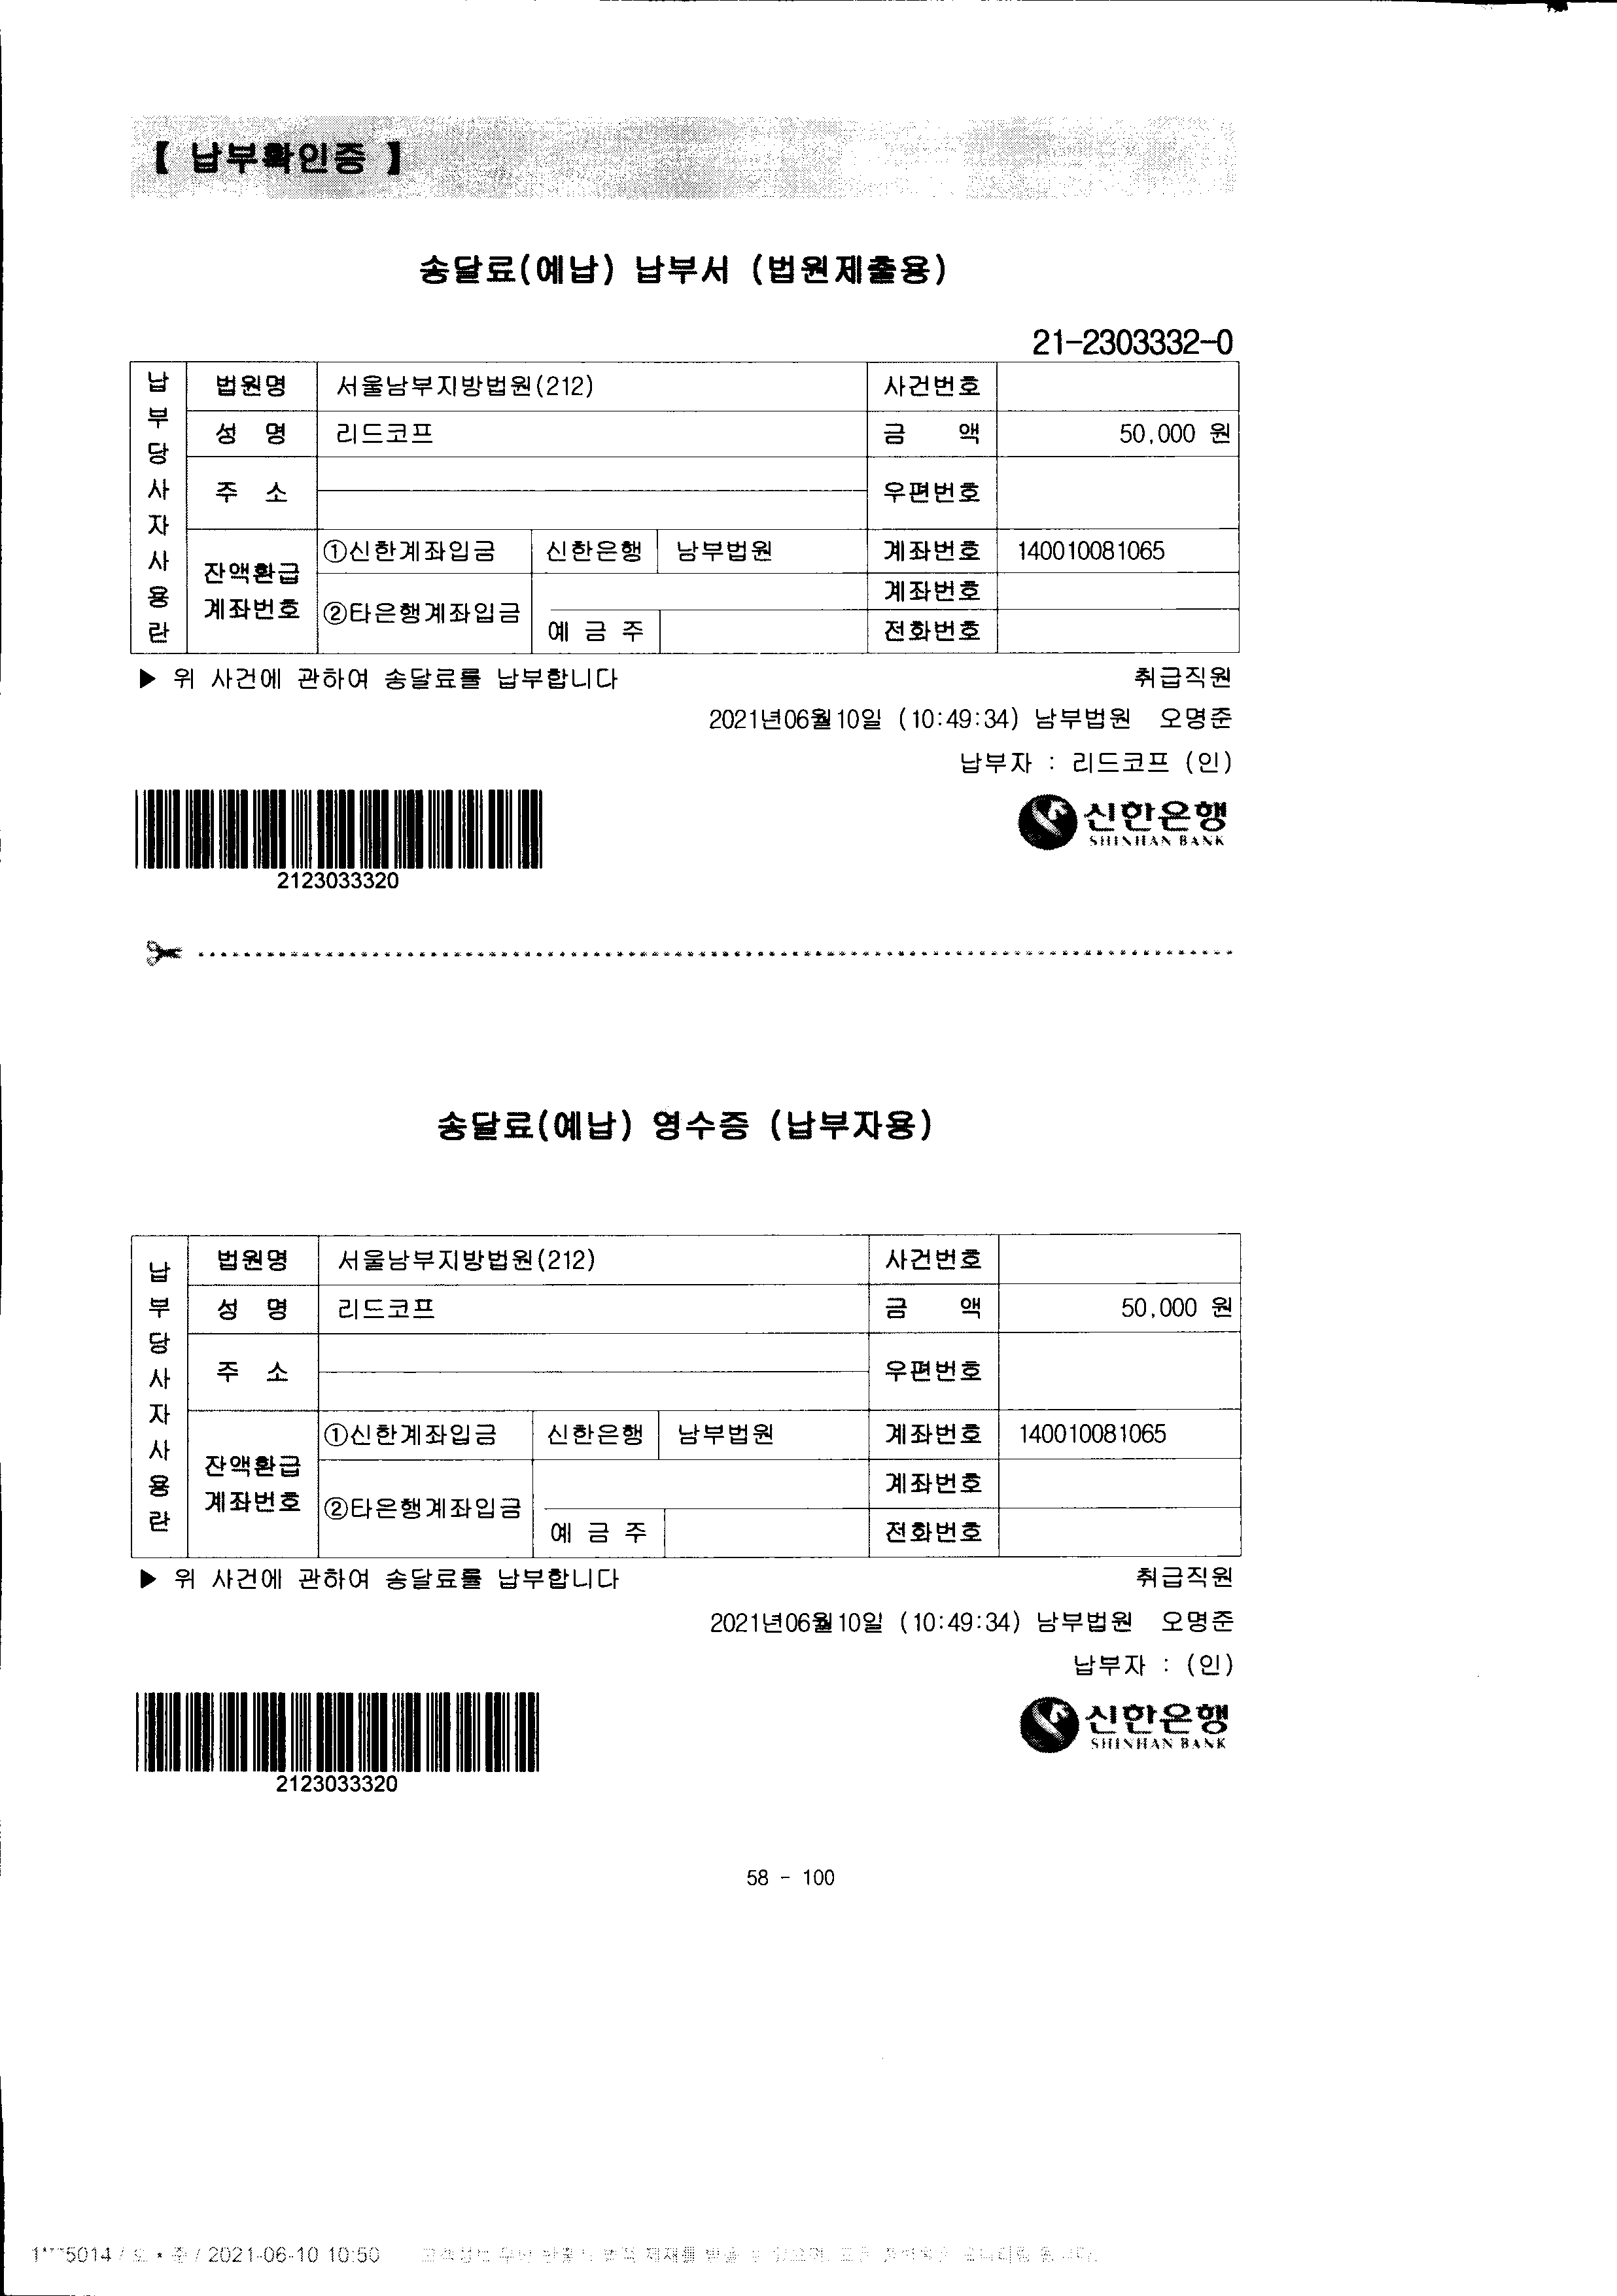 【 납부확인증 】
송달료(예납) 납부서 (법원제출용)
21-2303332-0
납부당사자사용란
법원명 서울남부지방법원(212) 사건번호
성 명 리드코프 금 액 50,000 원
주 소 우편번호
잔액환급 계좌번호 ①신한계좌입금 신한은행 남부법원 계좌번호 140010081065
②타은행계좌입금 계좌번호
예 금 주 전화번호
▶ 위 사건에 관하여 송달료를 납부합니다 취급직원
2021년06월10일 (10:49:34) 남부법원 오명준
납부자 : 리드코프 (인)
신한은행
SHINHAN BANK
2123033320
송달료(예납) 영수증 (납부자용)
납부당사자사용란
법원명 서울남부지방법원(212) 사건번호
성 명 리드코프 금 액 50,000 원
주 소 우편번호
잔액환급 계좌번호 ①신한계좌입금 신한은행 남부법원 계좌번호 140010081065
②타은행계좌입금 계좌번호
예 금 주 전화번호
▶ 위 사건에 관하여 송달료를 납부합니다 취급직원
2021년06월10일 (10:49:34) 남부법원 오명준
납부자 : (인)
신한은행
SHINHAN BANK
2123033320
58 - 100
1***5014 / 오 * 준 / 2021-06-10 10:50 법적 제재를 받을 수